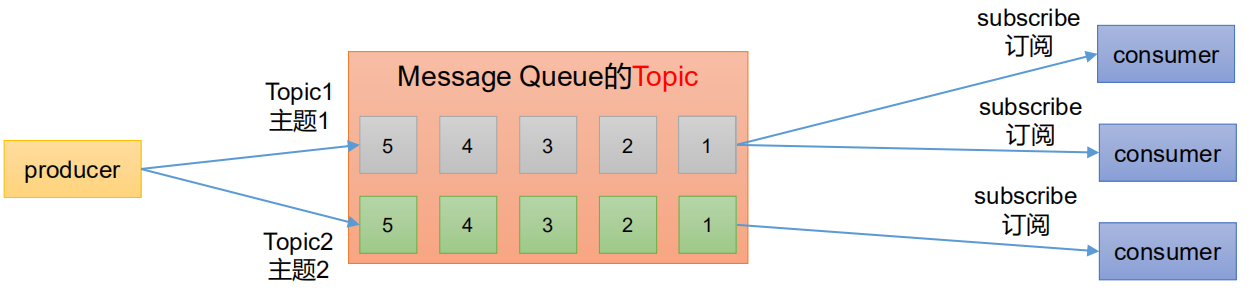 subscribe
订阅
consumer
Message Queue的Topic
Topic1
主题1
subscribe
订阅
5 4 3 2 1
consumer
producer
subscribe
订阅
5 4 3 2 1
Topic2
主题2
consumer